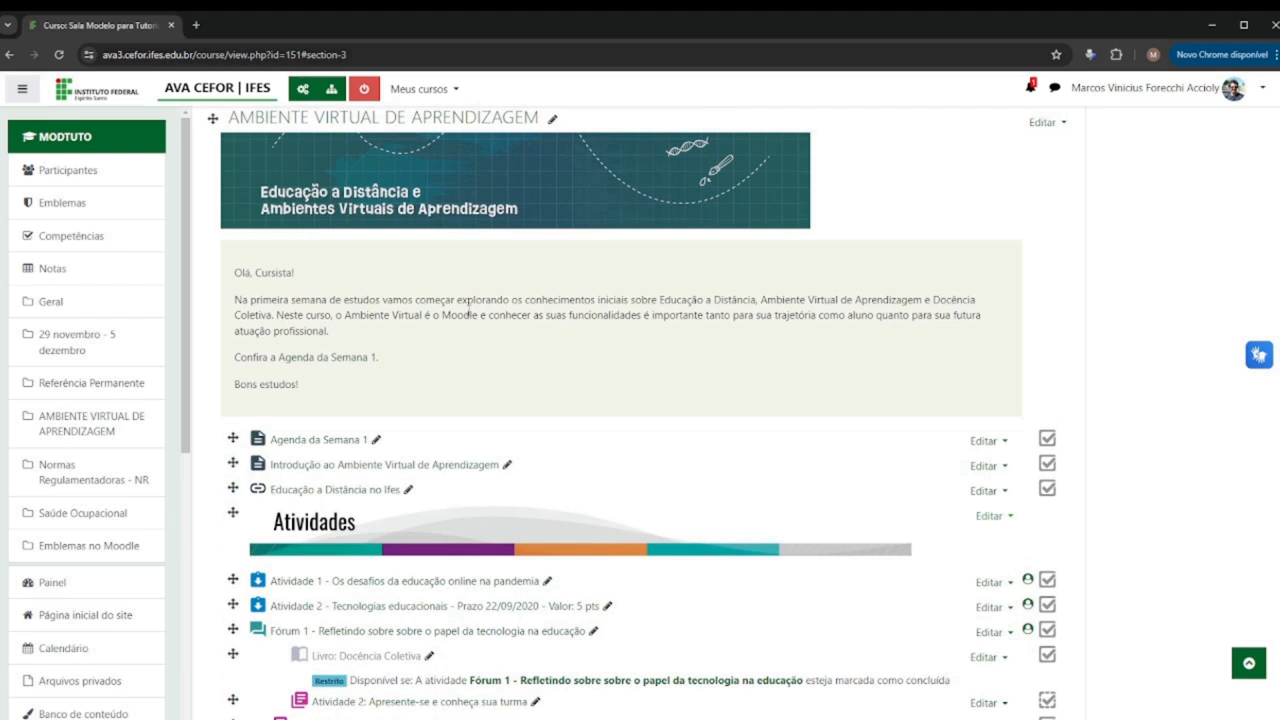 Curso: Sala Modelo para Tutori
ava3.cefor.ifes.edu.br/course/view.php?id=151#section-3
M
Novo Chrome disponível
INSTITUTO FEDERAL
Espírito Santo
AVA CEFOR | IFES
Meus cursos
Marcos Vinicius Forecchi Accioly
MODTUTO
Participantes
Emblemas
Competências
Notas
Geral
29 novembro - 5
dezembro
Referência Permanente
AMBIENTE VIRTUAL DE
APRENDIZAGEM
Normas
Regulamentadoras - NR
Saúde Ocupacional
Emblemas no Moodle
Painel
Página inicial do site
Calendário
Arquivos privados
Banco de conteúdo
AMBIENTE VIRTUAL DE APRENDIZAGEM
Editar
Educação a Distância e
Ambientes Virtuais de Aprendizagem
Olá, Cursista!
Na primeira semana de estudos vamos começar explorando os conhecimentos iniciais sobre Educação a Distância, Ambiente Virtual de Aprendizagem e Docência
Coletiva. Neste curso, o Ambiente Virtual é o Moodle e conhecer as suas funcionalidades é importante tanto para sua trajetória como aluno quanto para sua futura
atuação profissional.
Confira a Agenda da Semana 1.
Bons estudos!
Agenda da Semana 1 Editar
Introdução ao Ambiente Virtual de Aprendizagem Editar
Educação a Distância no Ifes Editar
Atividades Editar
Atividade 1 - Os desafios da educação online na pandemia Editar
Atividade 2 - Tecnologias educacionais - Prazo 22/09/2020 - Valor: 5 pts Editar
Fórum 1 - Refletindo sobre sobre o papel da tecnologia na educação Editar
Livro: Docência Coletiva Editar
Restrito Disponível se: A atividade Fórum 1 - Refletindo sobre sobre o papel da tecnologia na educação esteja marcada como concluída
Atividade 2: Apresente-se e conheça sua turma Editar